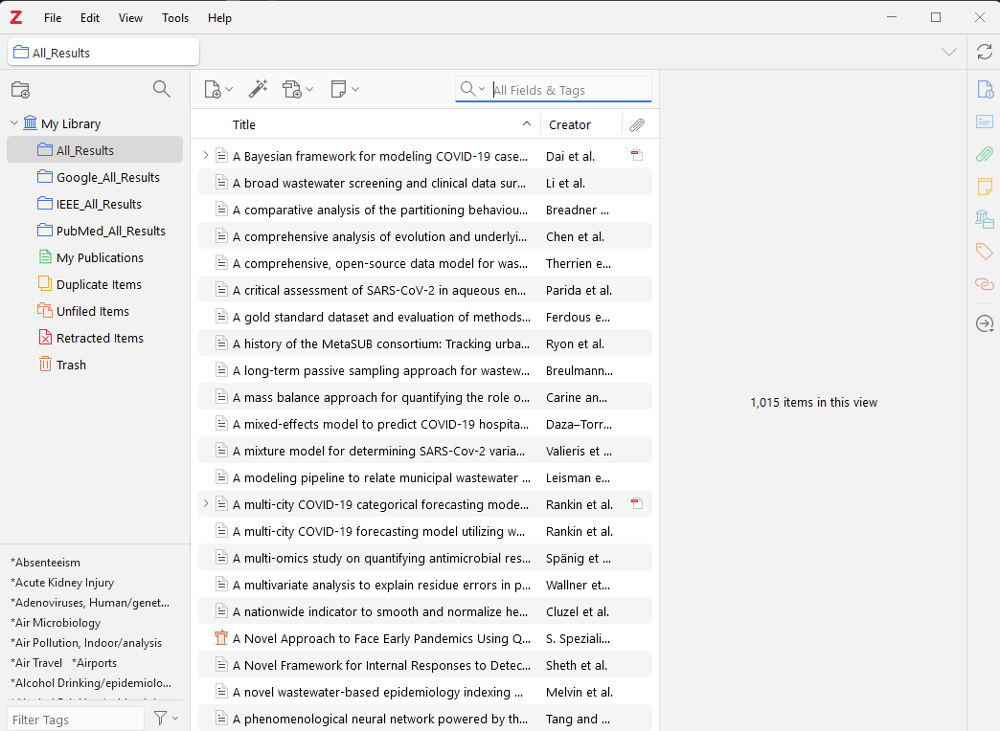 Z File Edit View Tools Help
All_Results
All Fields & Tags
My Library
All_Results
Google_All_Results
IEEE_All_Results
PubMed_All_Results
My Publications
Duplicate Items
Unfiled Items
Retracted Items
Trash
*Absenteeism
*Acute Kidney Injury
*Adenoviruses, Human/genet...
*Air Microbiology
*Air Pollution, Indoor/analysis
*Air Travel *Airports
*Alcohol Drinking/epidemiolo...
Filter Tags
Title Creator
A Bayesian framework for modeling COVID-19 case... Dai et al.
A broad wastewater screening and clinical data sur... Li et al.
A comparative analysis of the partitioning behaviou... Breadner ...
A comprehensive analysis of evolution and underlyi... Chen et al.
A comprehensive, open-source data model for was... Therrien e...
A critical assessment of SARS-CoV-2 in aqueous en... Parida et al.
A gold standard dataset and evaluation of methods... Ferdous e...
A history of the MetaSUB consortium: Tracking urba... Ryon et al.
A long-term passive sampling approach for wastew... Breulmann...
A mass balance approach for quantifying the role o... Carine an...
A mixed-effects model to predict COVID-19 hospita... Daza–Torr...
A mixture model for determining SARS-Cov-2 varia... Valieris et ...
A modeling pipeline to relate municipal wastewater ... Leisman e...
A multi-city COVID-19 categorical forecasting mode... Rankin et al.
A multi-city COVID-19 forecasting model utilizing w... Rankin et al.
A multi-omics study on quantifying antimicrobial res... Spänig et ...
A multivariate analysis to explain residue errors in p... Wallner et...
A nationwide indicator to smooth and normalize he... Cluzel et al.
A Novel Approach to Face Early Pandemics Using Q... S. Speziali...
A Novel Framework for Internal Responses to Detec... Sheth et al.
A novel wastewater-based epidemiology indexing ... Melvin et al.
A phenomenological neural network powered by th... Tang and ...
1,015 items in this view